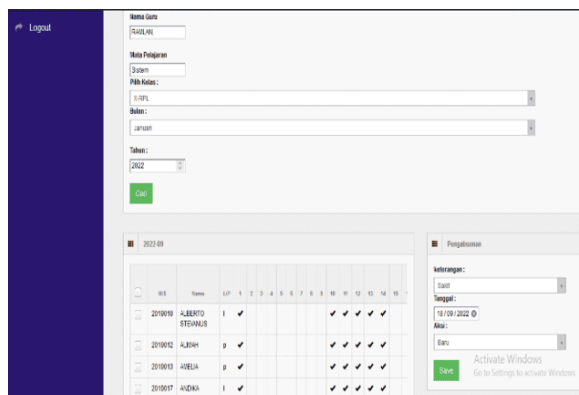 Logout
Nama Guru
RAMLAN
Mata Pelajaran
Sistem
Pilih Kelas :
X-RPL
Bulan :
Januari
Tahun :
2022
Cari
2022-09
NIS Nama L/P 1 2 3 4 5 6 7 8 9 10 11 12 13 14 15
2019019 ALBERTO STEVANUS l ✔ ✔ ✔ ✔ ✔ ✔
2019012 p ✔ ✔ ✔ ✔ ✔ ✔
2019013 AMELIA p ✔ ✔ ✔ ✔ ✔ ✔
2019017 ANDIKA l ✔ ✔ ✔ ✔ ✔ ✔
Pengabsenan
keterangan :
Sakit
Tanggal :
18 / 09 / 2022
Aksi :
Baru
Save
Activate Windows
Go to Settings to activate Windows